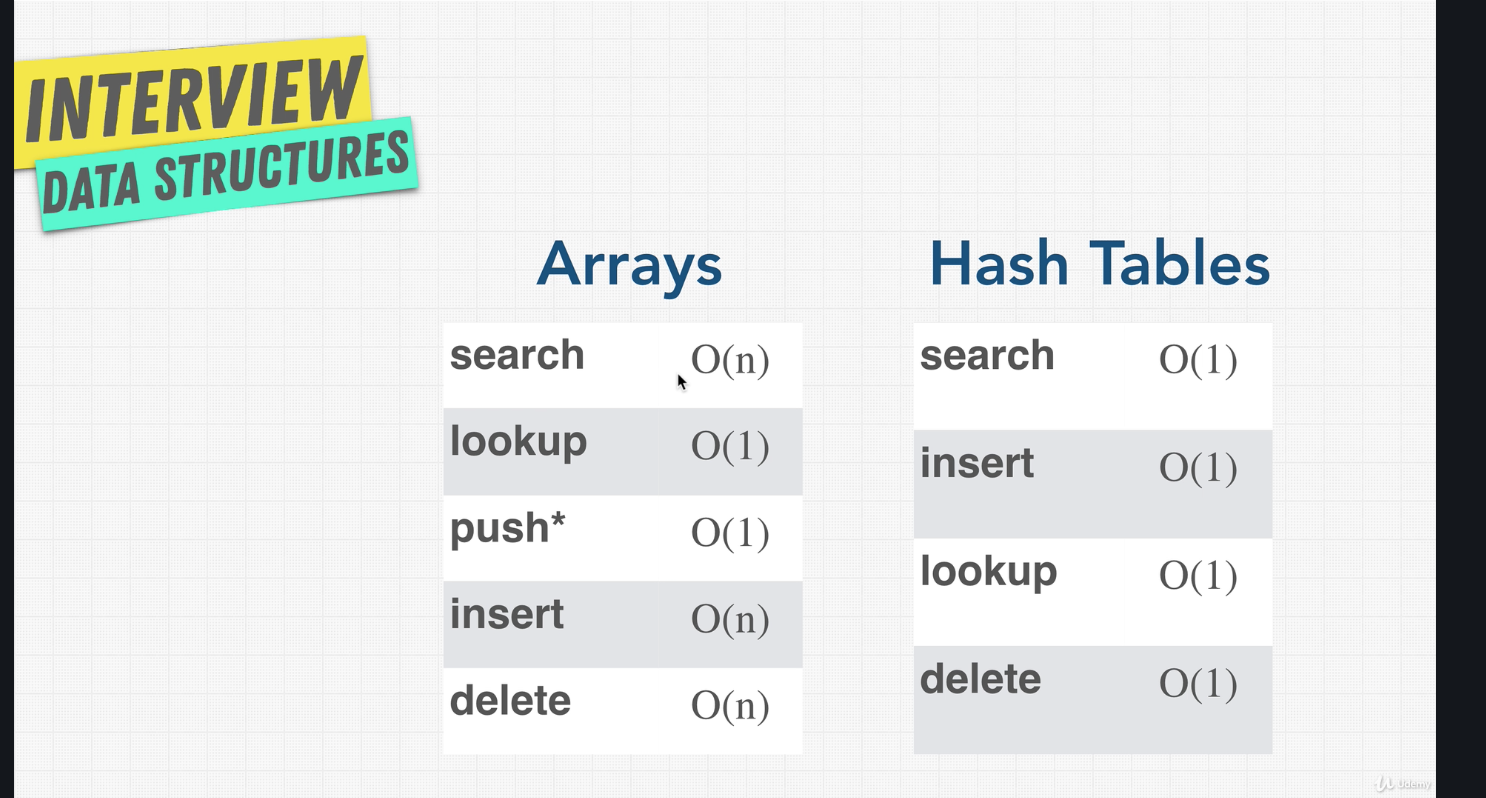 INTERVIEW
DATA STRUCTURES
Arrays
search O(n)
lookup O(1)
push* O(1)
insert O(n)
delete O(n)
Hash Tables
search O(1)
insert O(1)
lookup O(1)
delete O(1)
Udemy